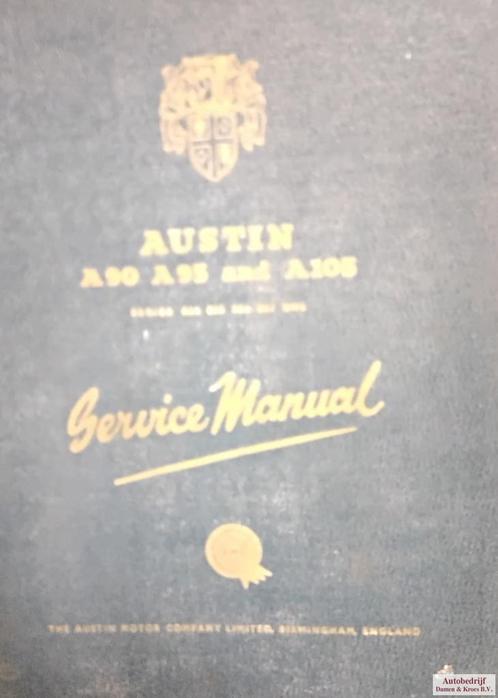 AUSTIN
A90 A95 and A105
Service Manual
THE AUSTIN MOTOR COMPANY LIMITED, BIRMINGHAM, ENGLAND
Autobedrijf
Damen & Kroes B.V.